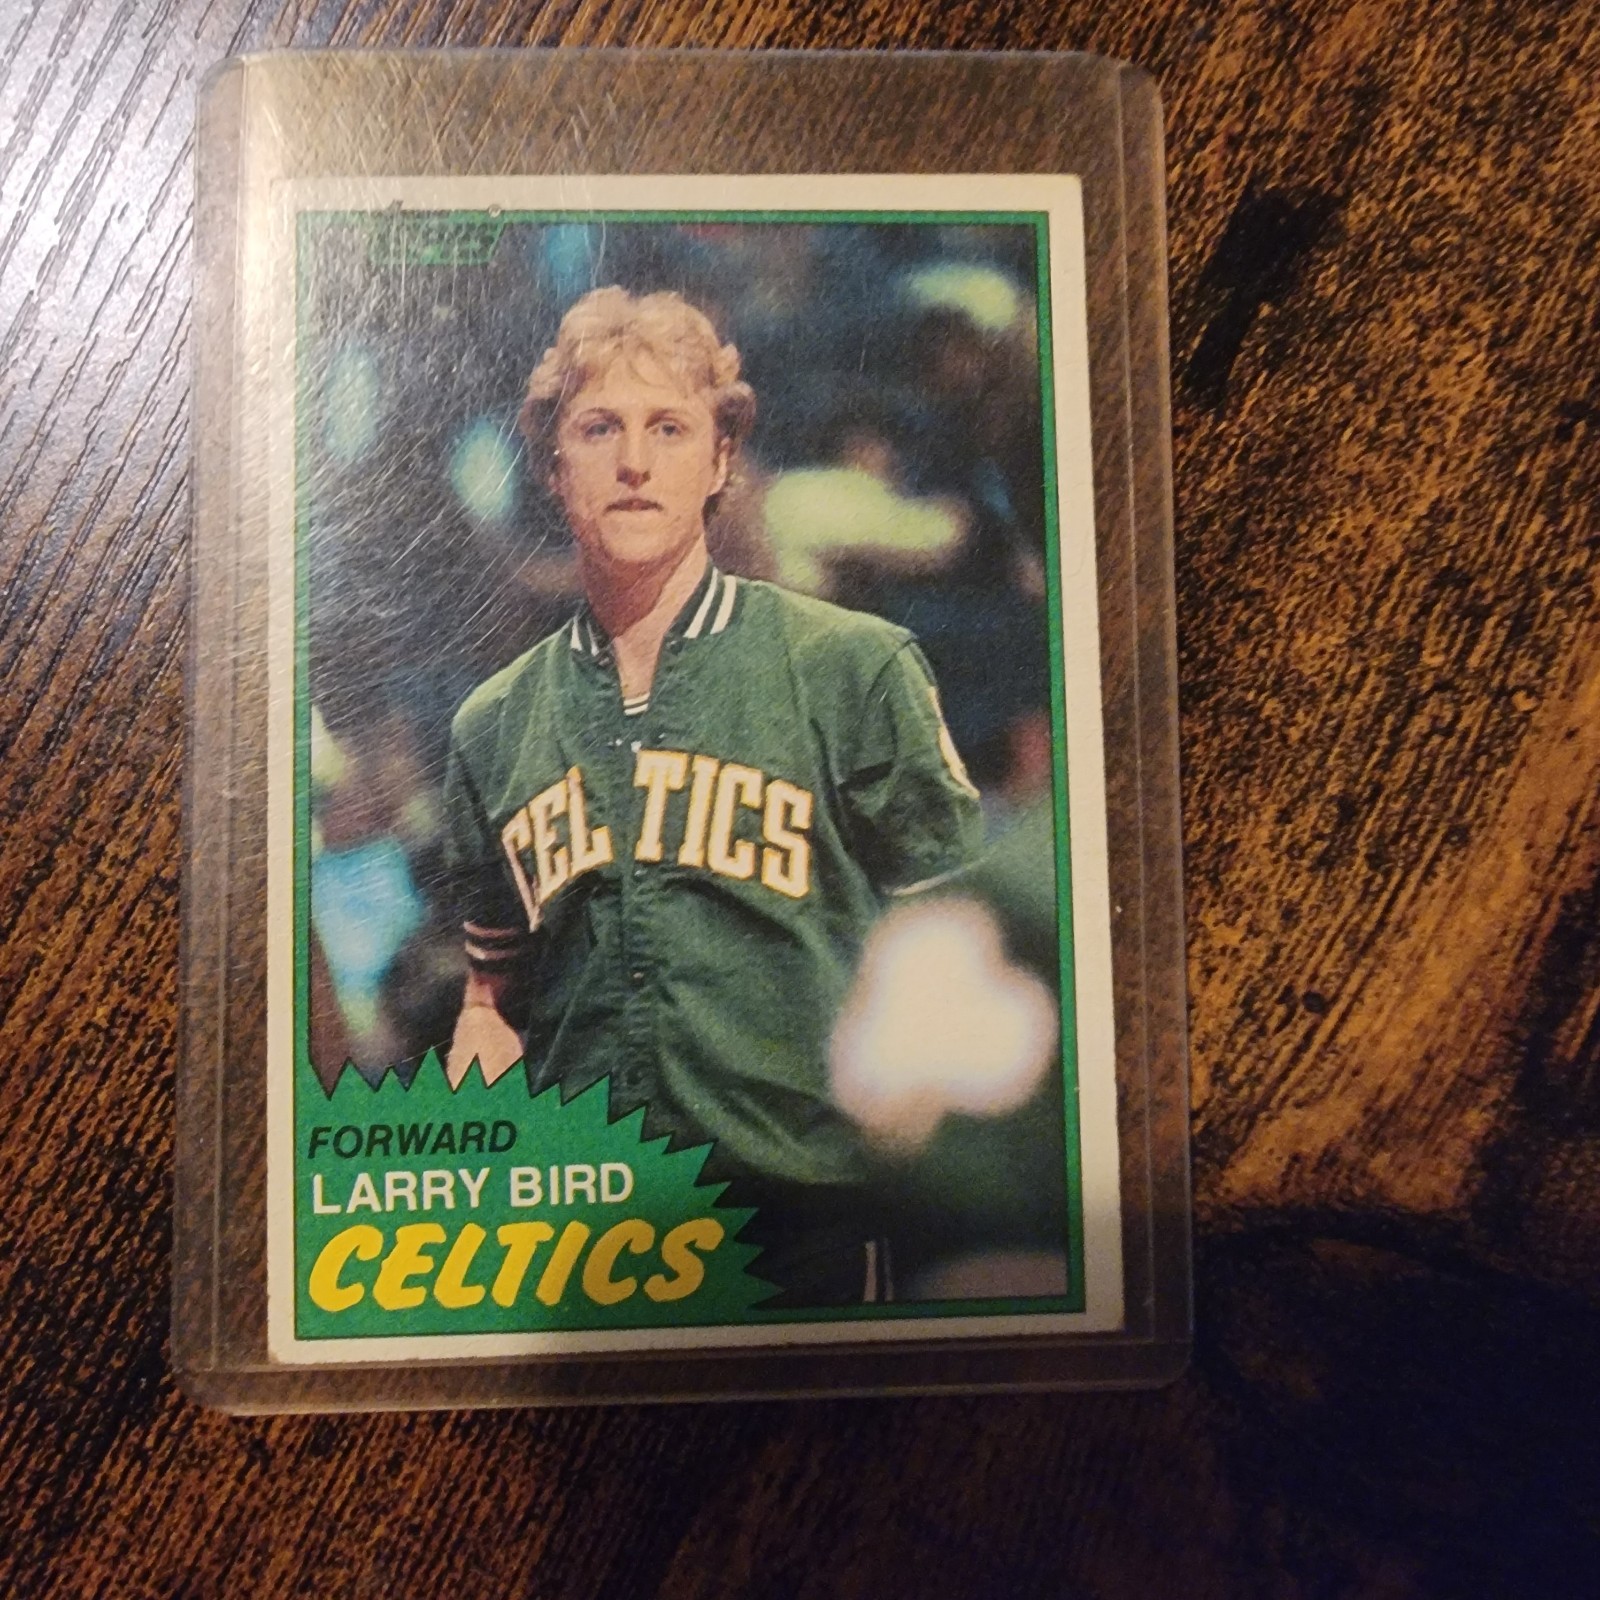 ®
CELTICS
FORWARD
LARRY BIRD
CELTICS